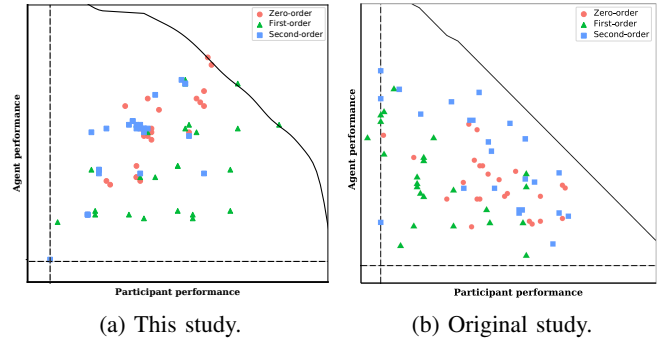 Zero-order
First-order
Second-order
Agent performance
Participant performance
(a) This study.
Zero-order
First-order
Second-order
Agent performance
Participant performance
(b) Original study.